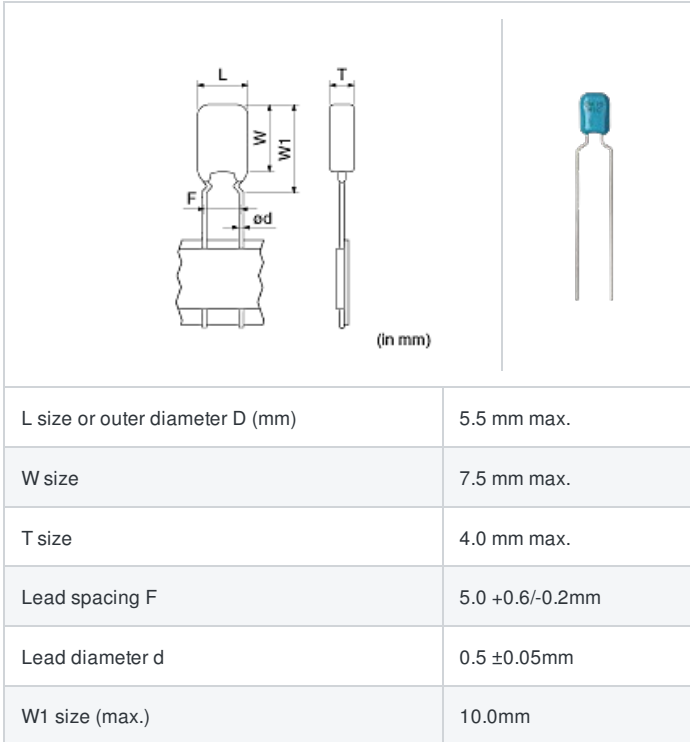 L
T
W
W1
F
ød
(in mm)
L size or outer diameter D (mm) 5.5 mm max.
W size 7.5 mm max.
T size 4.0 mm max.
Lead spacing F 5.0 +0.6/-0.2mm
Lead diameter d 0.5 ±0.05mm
W1 size (max.) 10.0mm